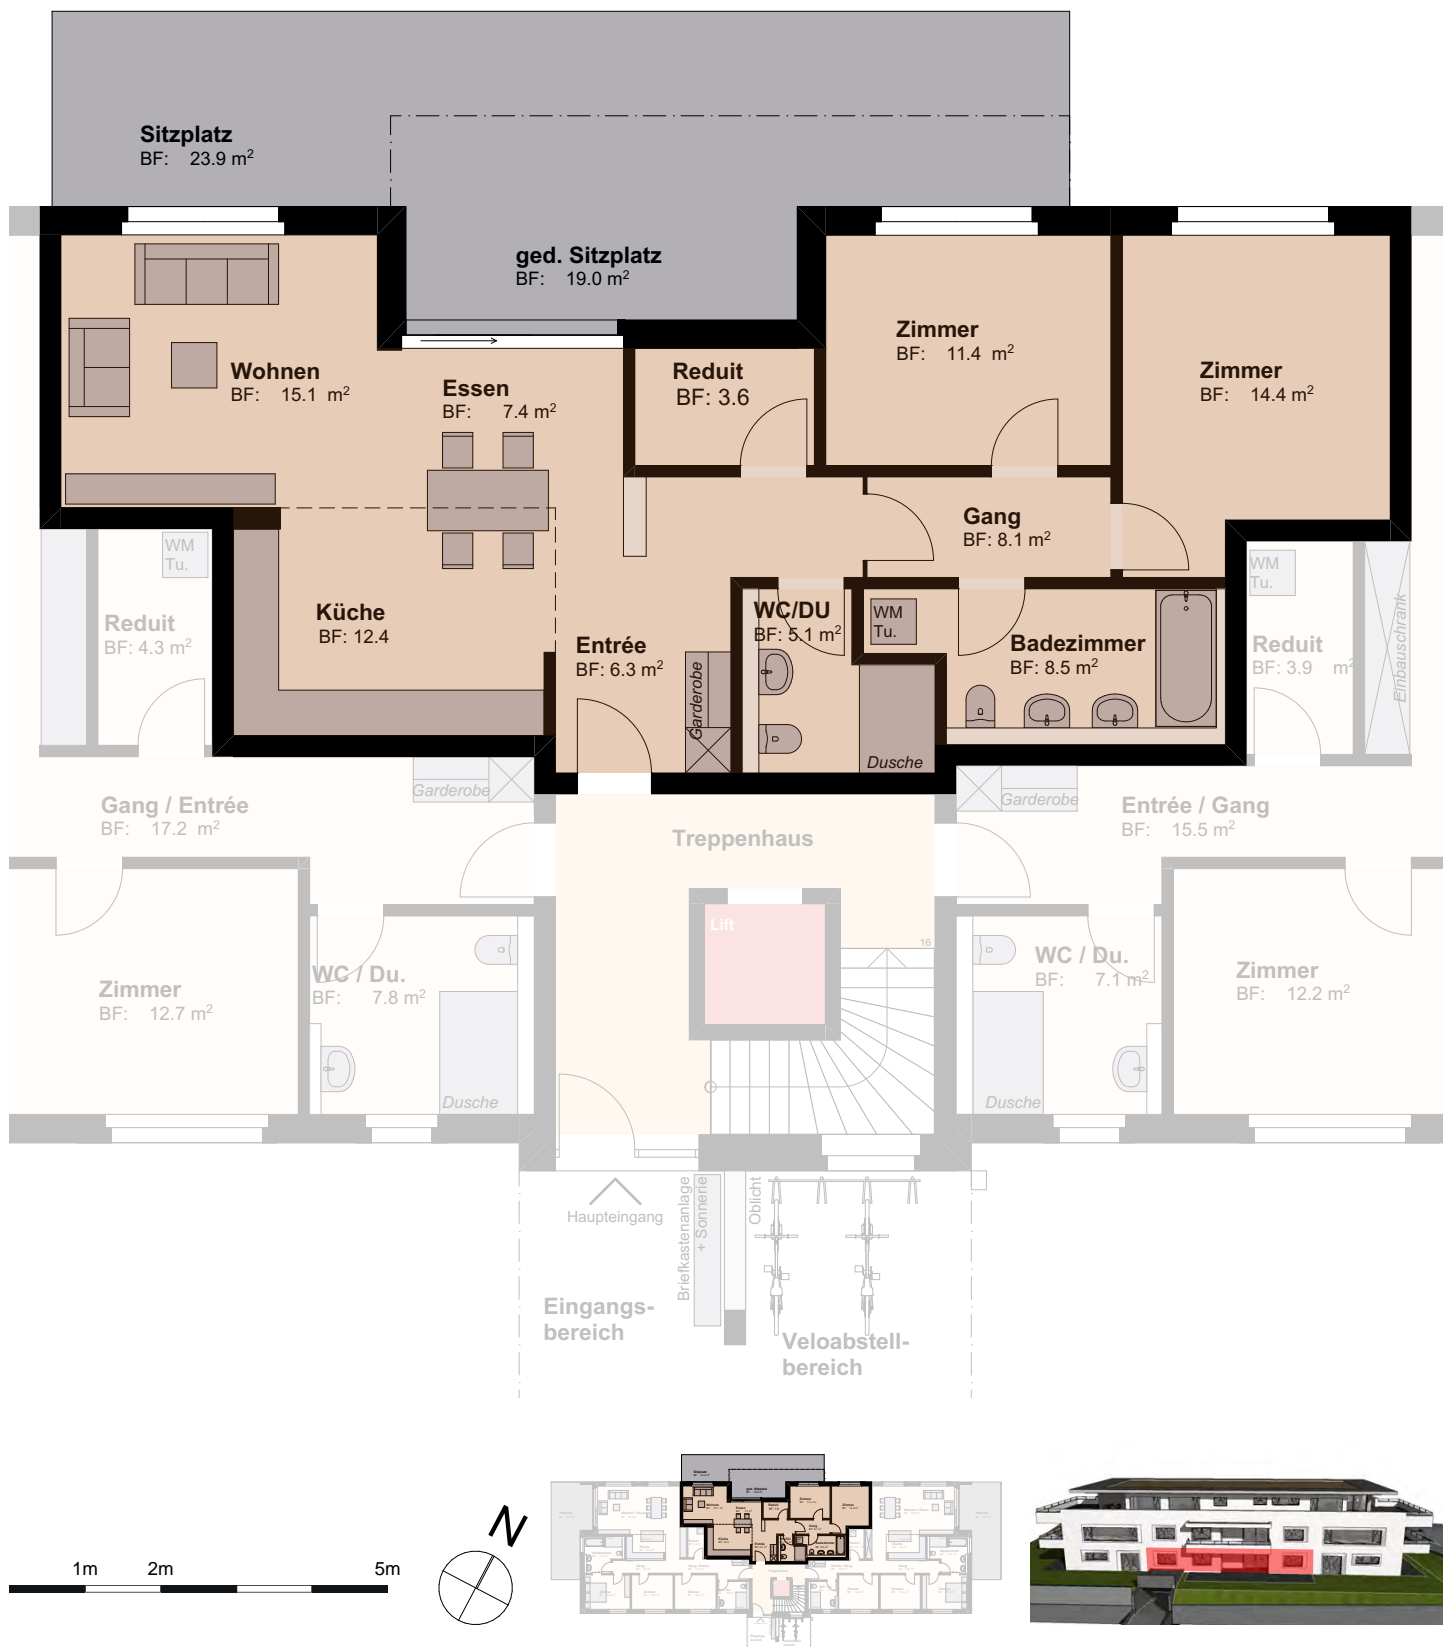 Sitzplatz
BF: 23.9 m²
ged. Sitzplatz
BF: 19.0 m²
Zimmer
BF: 11.4 m²
Wohnen
BF: 15.1 m²
Essen
BF: 7.4 m²
Reduit
BF: 3.6
Zimmer
BF: 14.4 m²
Gang
BF: 8.1 m²
WM
Tu.
Reduit
BF: 4.3 m²
Küche
BF: 12.4
Entrée
BF: 6.3 m²
Garderobe
WC/DU
BF: 5.1 m²
WM
Tu.
Badezimmer
BF: 8.5 m²
Dusche
WM
Tu.
Reduit
BF: 3.9 m²
Einbauschrank
Garderobe
Gang / Entrée
BF: 17.2 m²
Treppenhaus
Garderobe
Entrée / Gang
BF: 15.5 m²
Lift
16
Zimmer
BF: 12.7 m²
WC / Du.
BF: 7.8 m²
Dusche
WC / Du.
BF: 7.1 m²
Dusche
Zimmer
BF: 12.2 m²
Haupteingang
Briefkastenanlage
+ Sonnerie
Oblicht
Eingangs-
bereich
Veloabstell-
bereich
1m 2m 5m
N